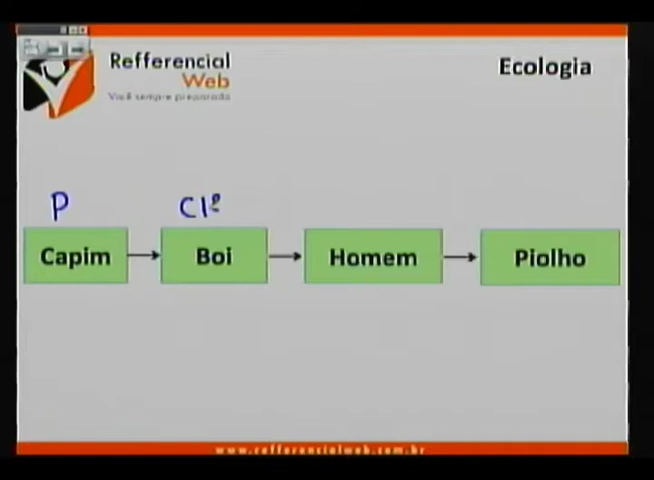 Refferencial
Web
Você sempre preparado
Ecologia
P
C1º
Capim
Boi
Homem
Piolho
www.refferencialweb.com.br